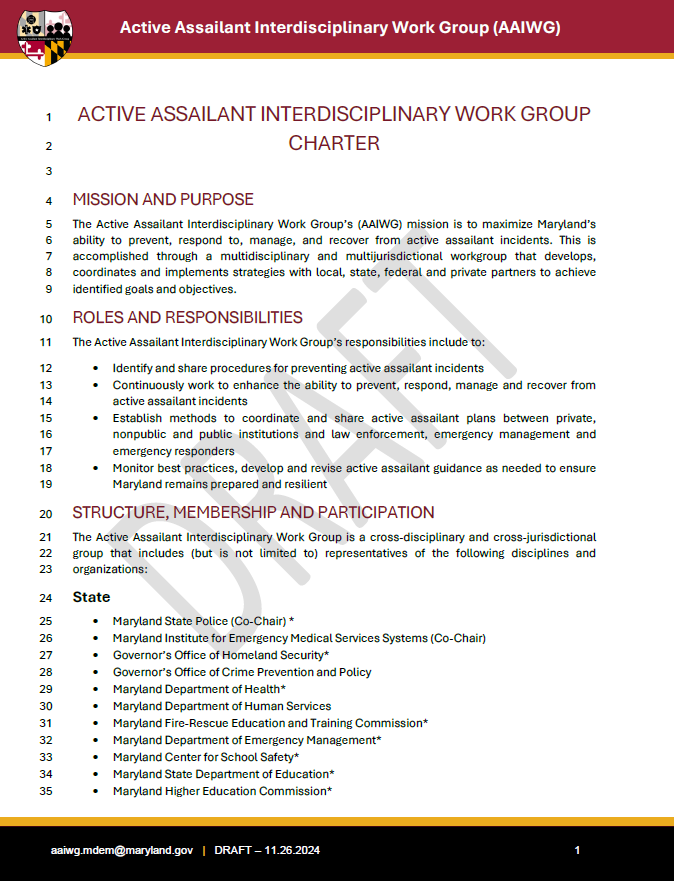 Active Assailant Interdisciplinary Work Group (AAIWG)
1 ACTIVE ASSAILANT INTERDISCIPLINARY WORK GROUP
2 CHARTER
3
4 MISSION AND PURPOSE
5 The Active Assailant Interdisciplinary Work Group's (AAIWG) mission is to maximize Maryland's
6 ability to prevent, respond to, manage, and recover from active assailant incidents. This is
7 accomplished through a multidisciplinary and multijurisdictional workgroup that develops,
8 coordinates and implements strategies with local, state, federal and private partners to achieve
9 identified goals and objectives.
10 ROLES AND RESPONSIBILITIES
11 The Active Assailant Interdisciplinary Work Group's responsibilities include to:
12 • Identify and share procedures for preventing active assailant incidents
13 • Continuously work to enhance the ability to prevent, respond, manage and recover from
14 active assailant incidents
15 • Establish methods to coordinate and share active assailant plans between private,
16 nonpublic and public institutions and law enforcement, emergency management and
17 emergency responders
18 • Monitor best practices, develop and revise active assailant guidance as needed to ensure
19 Maryland remains prepared and resilient
20 STRUCTURE, MEMBERSHIP AND PARTICIPATION
21 The Active Assailant Interdisciplinary Work Group is a cross-disciplinary and cross-jurisdictional
22 group that includes (but is not limited to) representatives of the following disciplines and
23 organizations:
24 State
25 • Maryland State Police (Co-Chair) *
26 • Maryland Institute for Emergency Medical Services Systems (Co-Chair)
27 • Governor's Office of Homeland Security*
28 • Governor's Office of Crime Prevention and Policy
29 • Maryland Department of Health*
30 • Maryland Department of Human Services
31 • Maryland Fire-Rescue Education and Training Commission*
32 • Maryland Department of Emergency Management*
33 • Maryland Center for School Safety*
34 • Maryland State Department of Education*
35 • Maryland Higher Education Commission*
DRAFT
aaiwg.mdem@maryland.gov | DRAFT – 11.26.2024 1